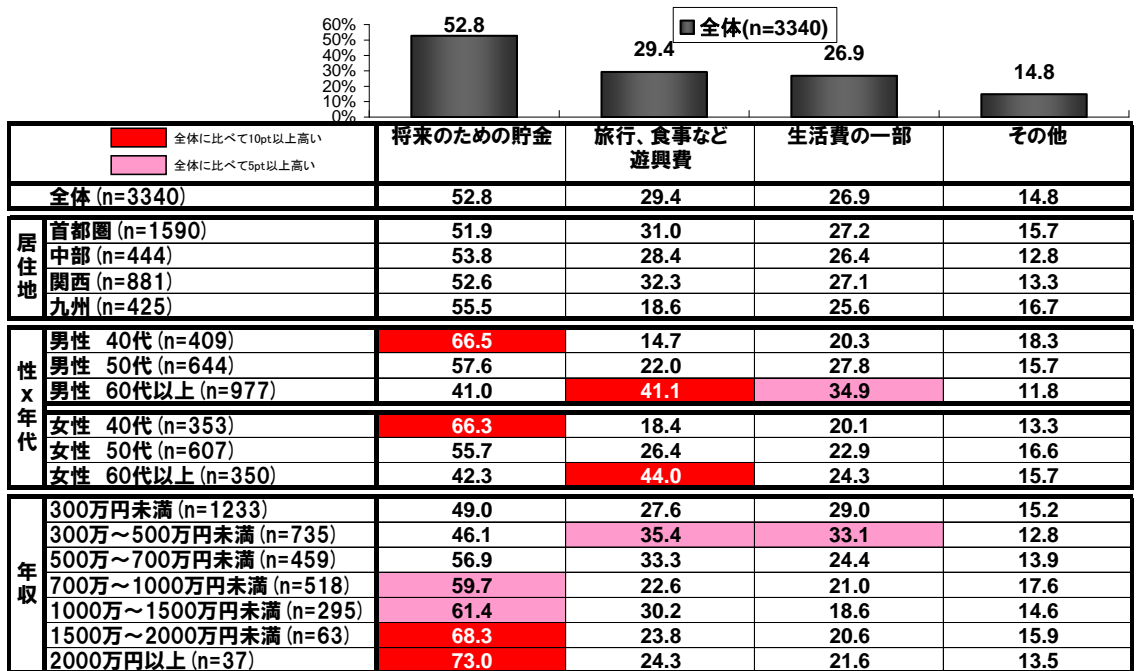 60%
50%
40%
30%
20%
10%
0%
全体(n=3340)
52.8 29.4 26.9 14.8
全体に比べて10pt以上高い
全体に比べて5pt以上高い
将来のための貯金 旅行、食事など 生活費の一部 その他
遊興費
全体(n=3340) 52.8 29.4 26.9 14.8
居住地
首都圏(n=1590) 51.9 31.0 27.2 15.7
中部(n=444) 53.8 28.4 26.4 12.8
関西(n=881) 52.6 32.3 27.1 13.3
九州(n=425) 55.5 18.6 25.6 16.7
性x年代
男性 40代(n=409) 66.5 14.7 20.3 18.3
男性 50代(n=644) 57.6 22.0 27.8 15.7
男性 60代以上(n=977) 41.0 41.1 34.9 11.8
女性 40代(n=353) 66.3 18.4 20.1 13.3
女性 50代(n=607) 55.7 26.4 22.9 16.6
女性 60代以上(n=350) 42.3 44.0 24.3 15.7
年収
300万円未満(n=1233) 49.0 27.6 29.0 15.2
300万～500万円未満(n=735) 46.1 35.4 33.1 12.8
500万～700万円未満(n=459) 56.9 33.3 24.4 13.9
700万～1000万円未満(n=518) 59.7 22.6 21.0 17.6
1000万～1500万円未満(n=295) 61.4 30.2 18.6 14.6
1500万～2000万円未満(n=63) 68.3 23.8 20.6 15.9
2000万円以上(n=37) 73.0 24.3 21.6 13.5